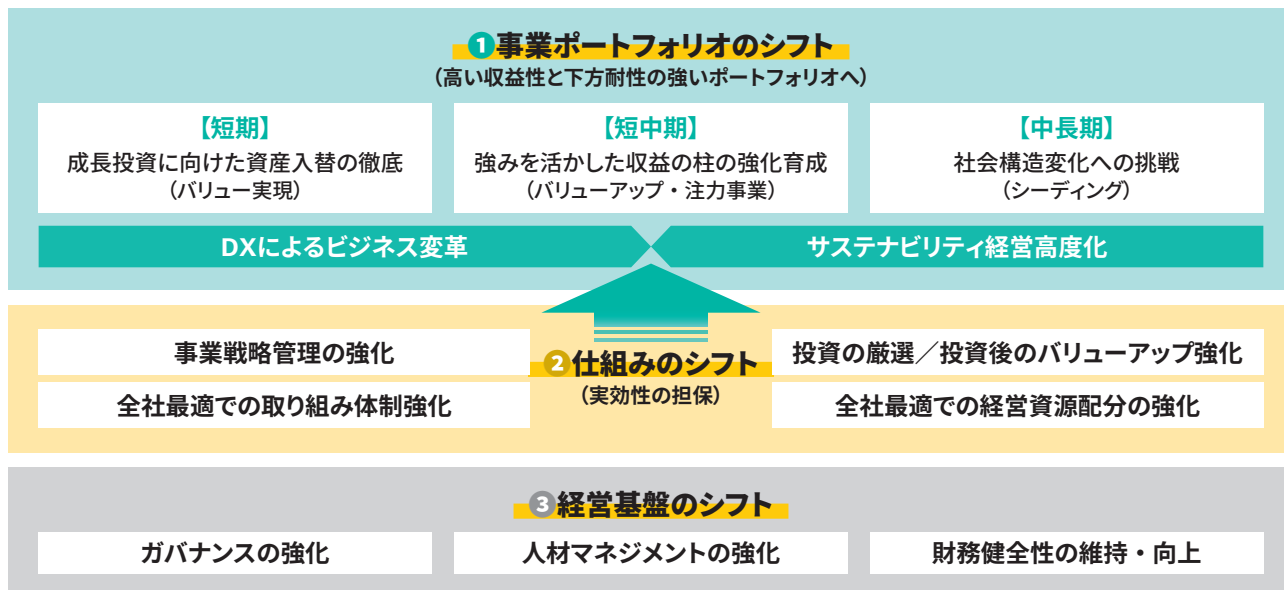 ❶事業ポートフォリオのシフト
（高い収益性と下方耐性の強いポートフォリオへ）
【短期】
成長投資に向けた資産入替の徹底
（バリュー実現）
【短中期】
強みを活かした収益の柱の強化育成
（バリューアップ・注力事業）
【中長期】
社会構造変化への挑戦
（シーディング）
DXによるビジネス変革
サステナビリティ経営高度化
❷仕組みのシフト
（実効性の担保）
事業戦略管理の強化
全社最適での取り組み体制強化
投資の厳選／投資後のバリューアップ強化
全社最適での経営資源配分の強化
❸経営基盤のシフト
ガバナンスの強化
人材マネジメントの強化
財務健全性の維持・向上